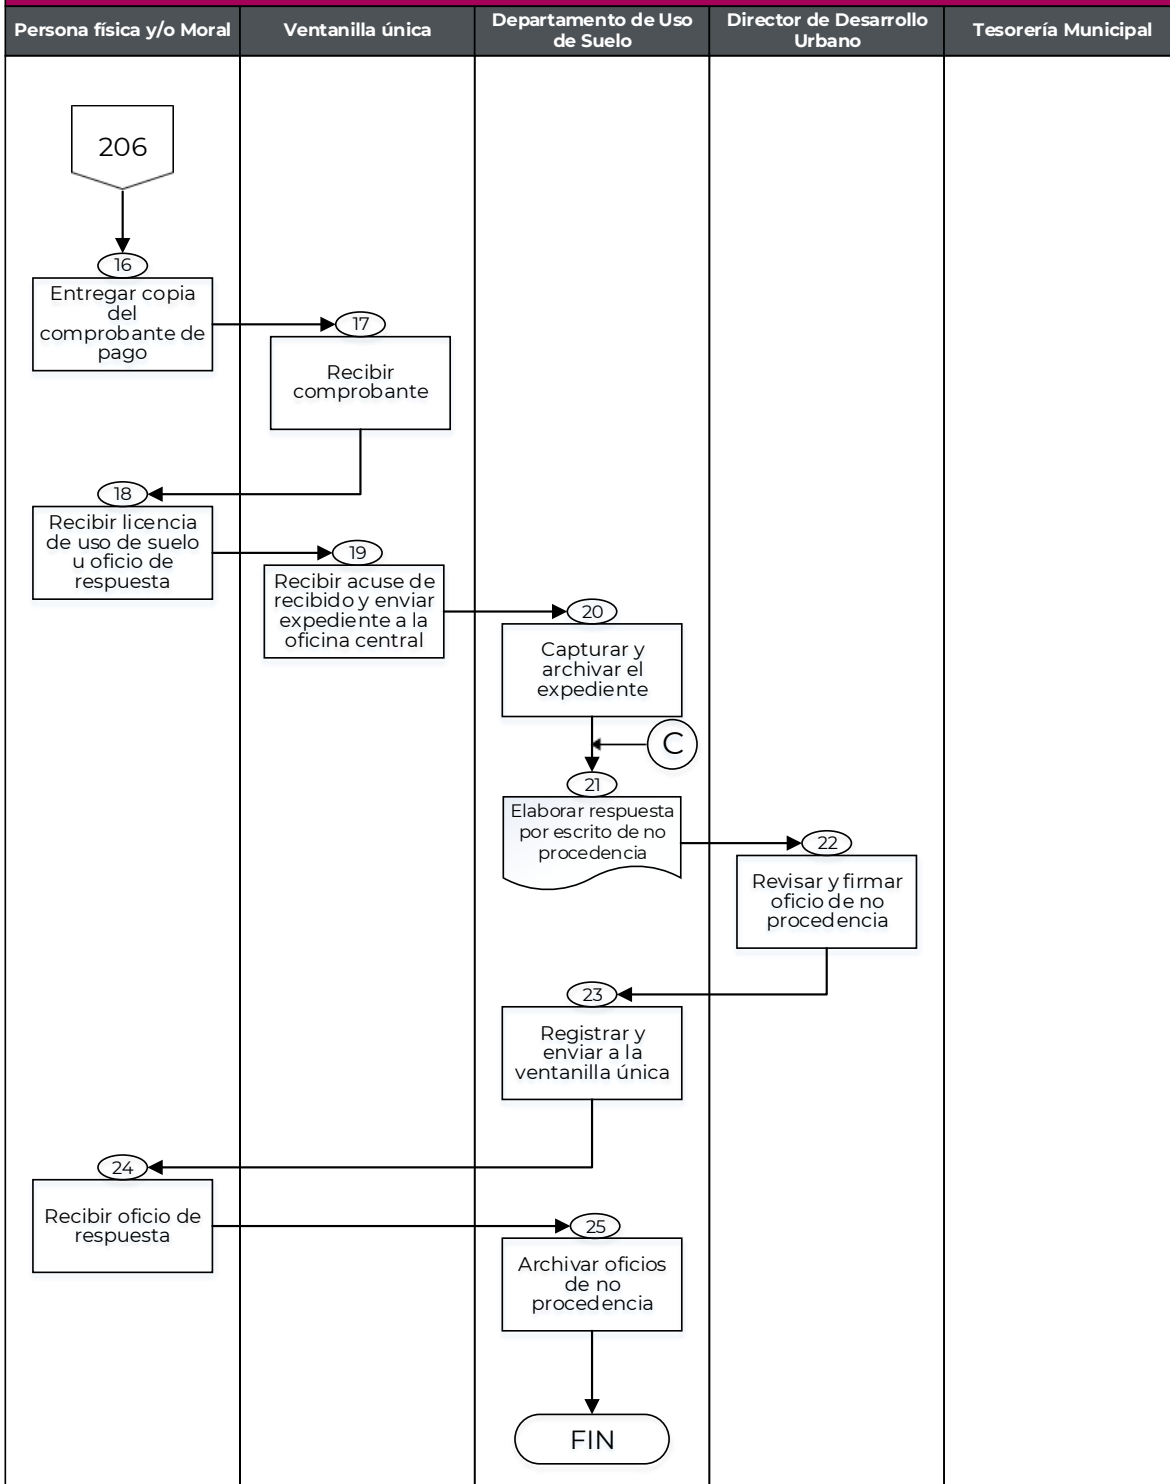 Persona física y/o Moral
Ventanilla única
Departamento de Uso
de Suelo
Director de Desarrollo
Urbano
Tesorería Municipal
206
16
Entregar copia
del
comprobante de
pago
17
Recibir
comprobante
18
Recibir licencia
de uso de suelo
u oficio de
respuesta
19
Recibir acuse de
recibido y enviar
expediente a la
oficina central
20
Capturar y
archivar el
expediente
C
21
Elaborar respuesta
por escrito de no
procedencia
22
Revisar y firmar
oficio de no
procedencia
23
Registrar y
enviar a la
ventanilla única
24
Recibir oficio de
respuesta
25
Archivar oficios
de no
procedencia
FIN